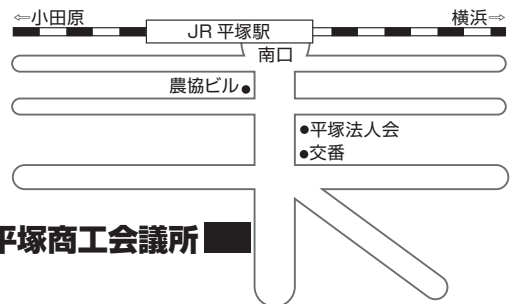 ⇦小田原
横浜⇨
JR 平塚駅
南口
農協ビル
平塚法人会
交番
平塚商工会議所